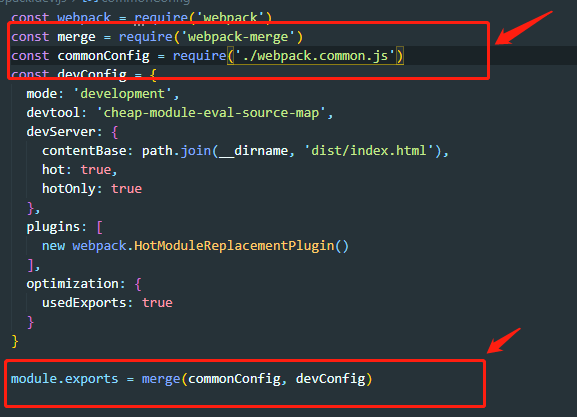 const webpack = require('webpack')
const merge = require('webpack-merge')
const commonConfig = require('./webpack.common.js')
const devConfig = {
  mode: 'development',
  devtool: 'cheap-module-eval-source-map',
  devServer: {
    contentBase: path.join(__dirname, 'dist/index.html'),
    hot: true,
    hotOnly: true
  },
  plugins: [
    new webpack.HotModuleReplacementPlugin()
  ],
  optimization: {
    usedExports: true
  }
}
module.exports = merge(commonConfig, devConfig)